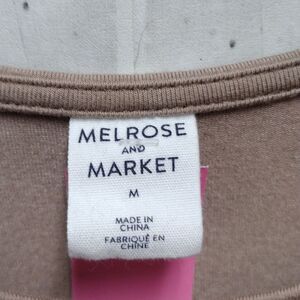 MELROSE
AND
MARKET
M
MADE IN
CHINA
FABRIQUÉ EN
CHINE